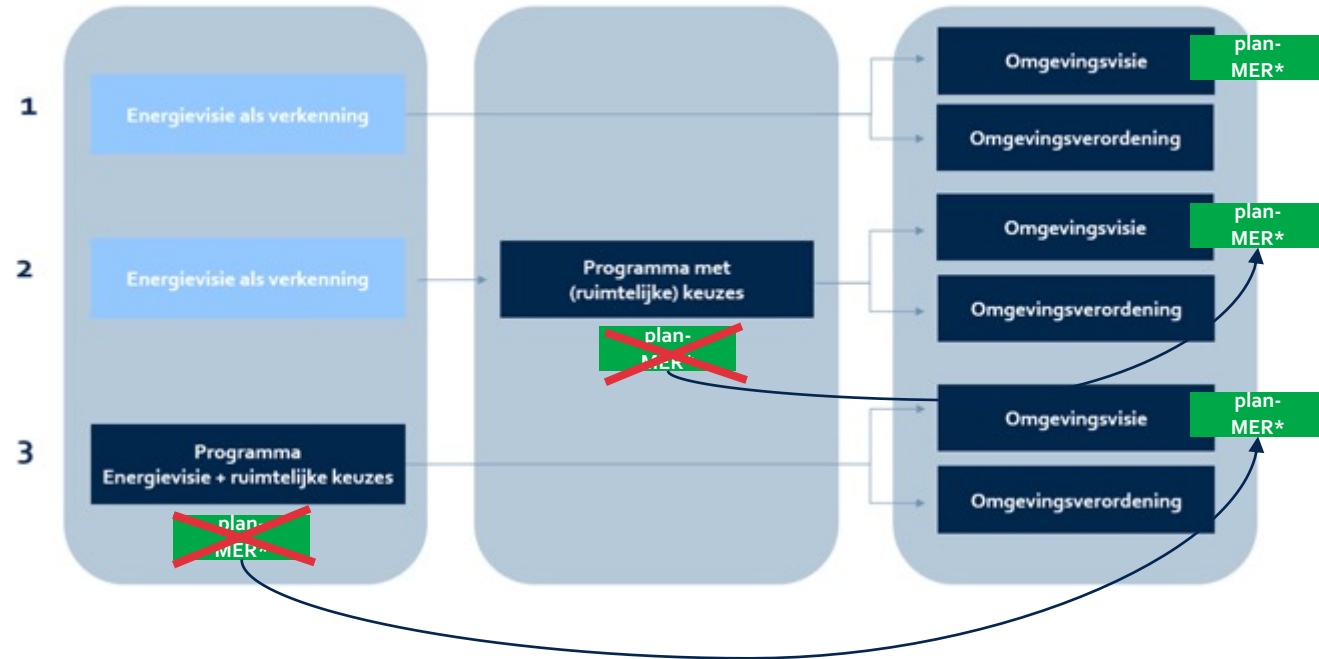 1
Energievisie als verkenning
Omgevingsvisie
plan-
MER*
Omgevingsverordening
2
Energievisie als verkenning
Programma met
(ruimtelijke) keuzes
plan-
MER*
Omgevingsvisie
plan-
MER*
Omgevingsverordening
3
Programma
Energievisie + ruimtelijke keuzes
plan-
MER*
Omgevingsvisie
plan-
MER*
Omgevingsverordening